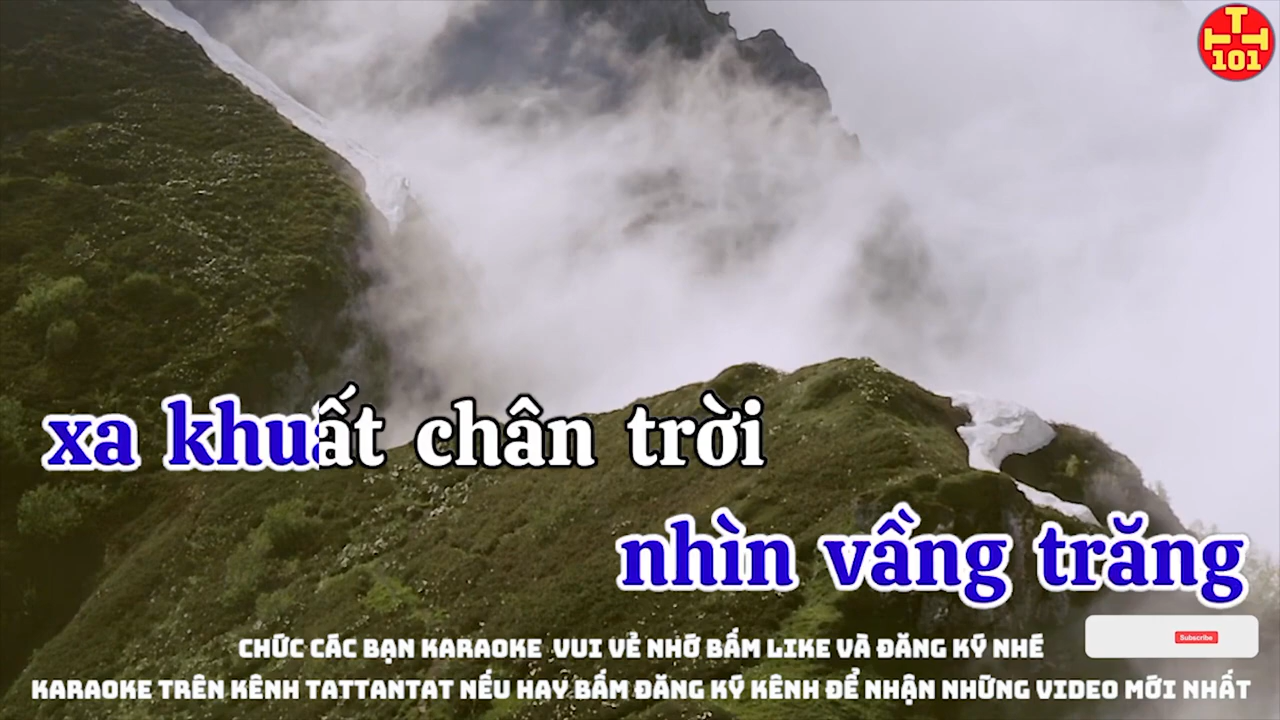 T
TT
101
xa khuất chân trời
nhìn vầng trăng
CHÚC CÁC BẠN KARAOKE VUI VẺ NHỚ BẤM LIKE VÀ ĐĂNG KÝ NHÉ
Subscribe
KARAOKE TRÊN KÊNH TATTANTAT NẾU HAY BẤM ĐĂNG KÝ KÊNH ĐỂ NHẬN NHỮNG VIDEO MỚI NHẤT